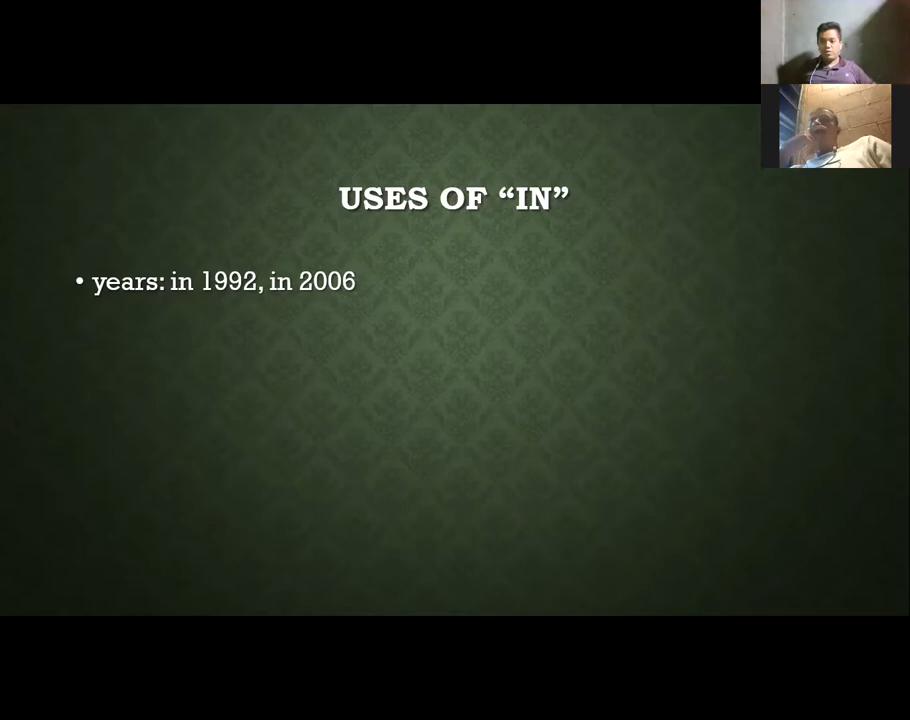 USES OF “IN”
• years: in 1992, in 2006